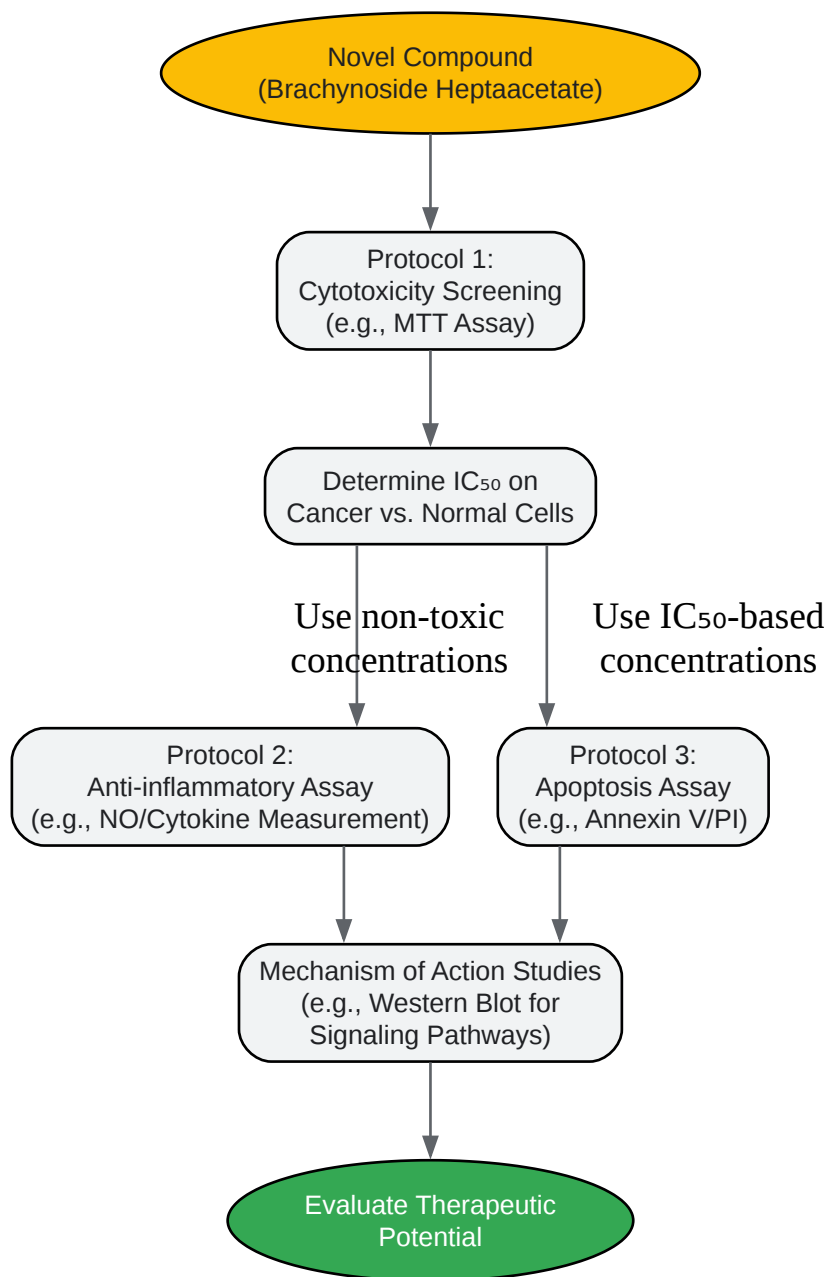 Novel Compound
(Brachynoside Heptaacetate)
Protocol 1:
Cytotoxicity Screening
(e.g., MTT Assay)
Determine IC₅₀ on
Cancer vs. Normal Cells
Use non-toxic
concentrations
Use IC₅₀-based
concentrations
Protocol 2:
Anti-inflammatory Assay
(e.g., NO/Cytokine Measurement)
Protocol 3:
Apoptosis Assay
(e.g., Annexin V/PI)
Mechanism of Action Studies
(e.g., Western Blot for
Signaling Pathways)
Evaluate Therapeutic
Potential